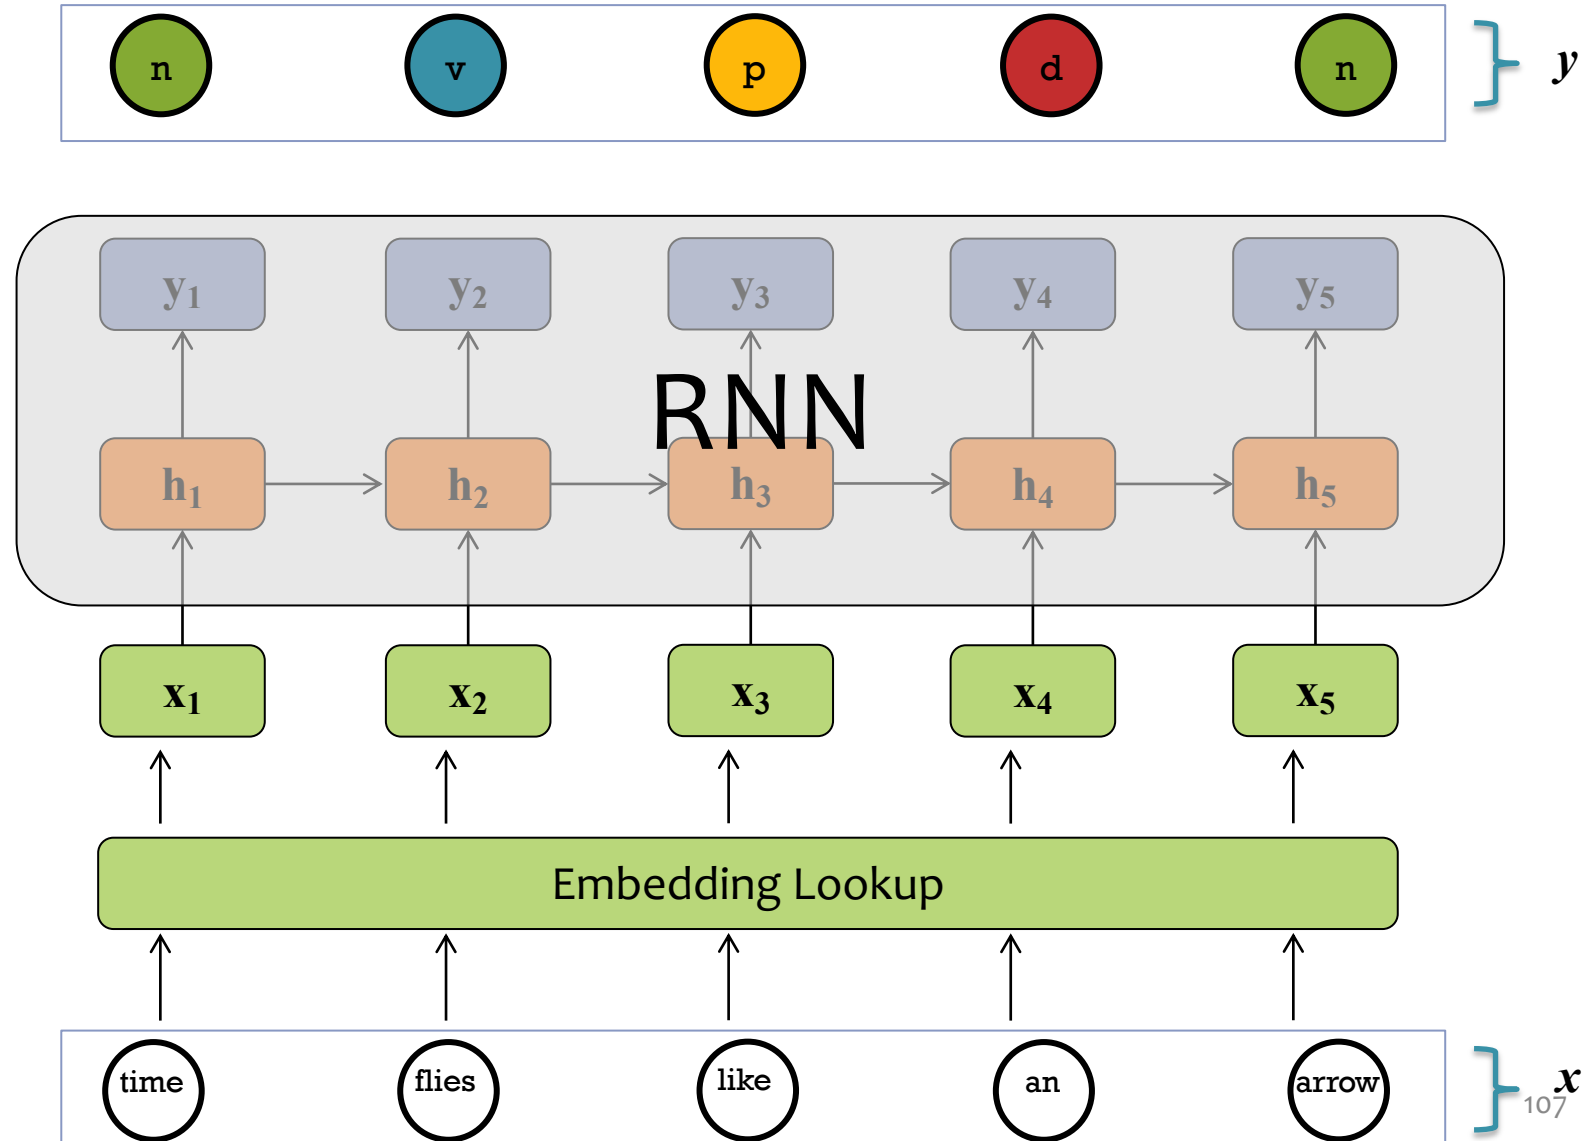 n v p d n y
y₁ y₂ y₃ y₄ y₅
RNN
h₁ h₂ h₃ h₄ h₅
x₁ x₂ x₃ x₄ x₅
Embedding Lookup
time flies like an arrow x
107